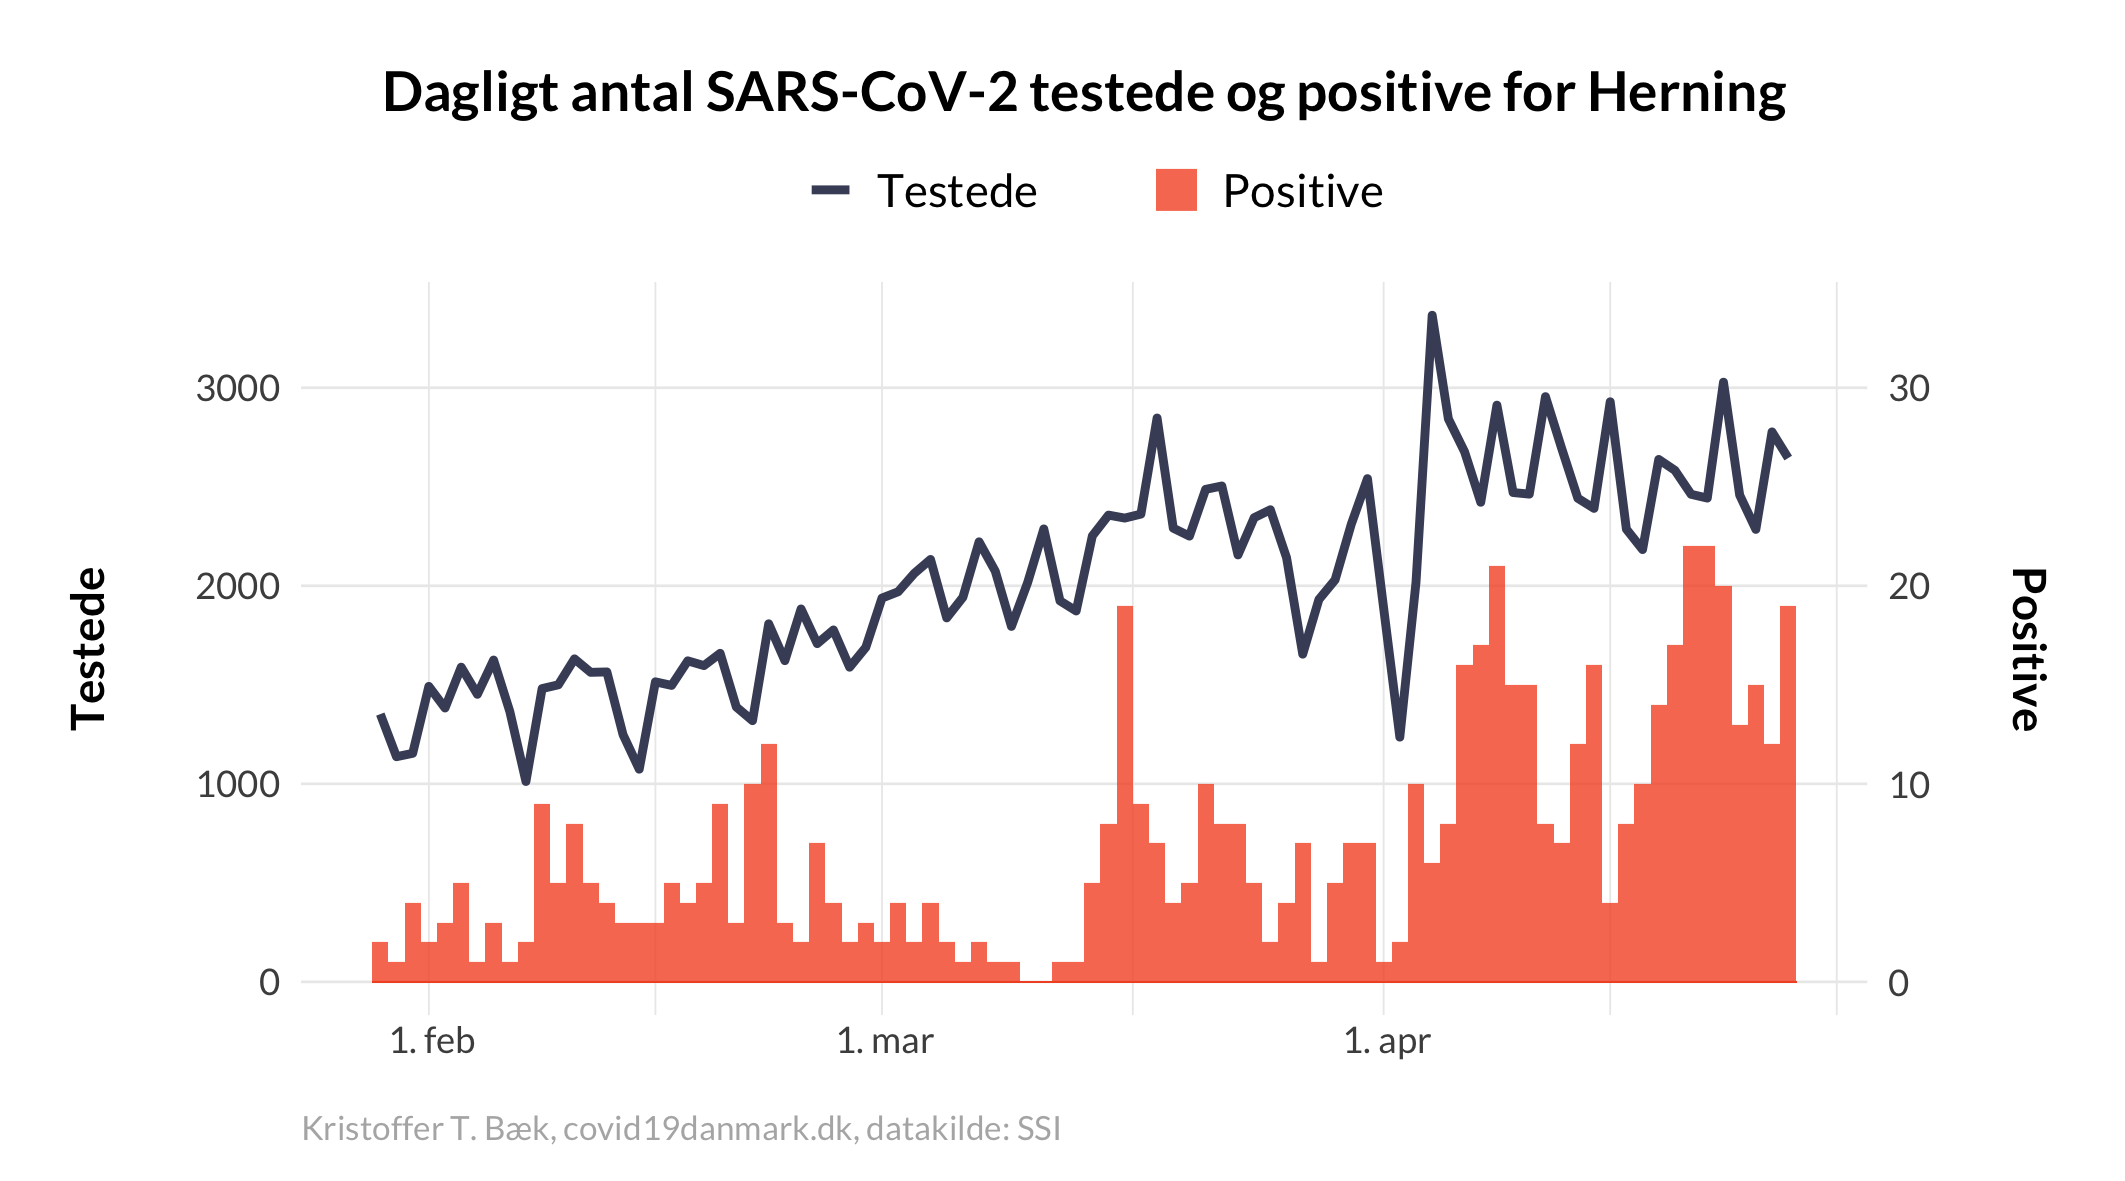 Dagligt antal SARS-CoV-2 testede og positive for Herning
Testede
Positive
3000
2000
1000
0
Testede
30
20
10
0
Positive
1. feb
1. mar
1. apr
Kristoffer T. Bæk, covid19danmark.dk, datakilde: SSI